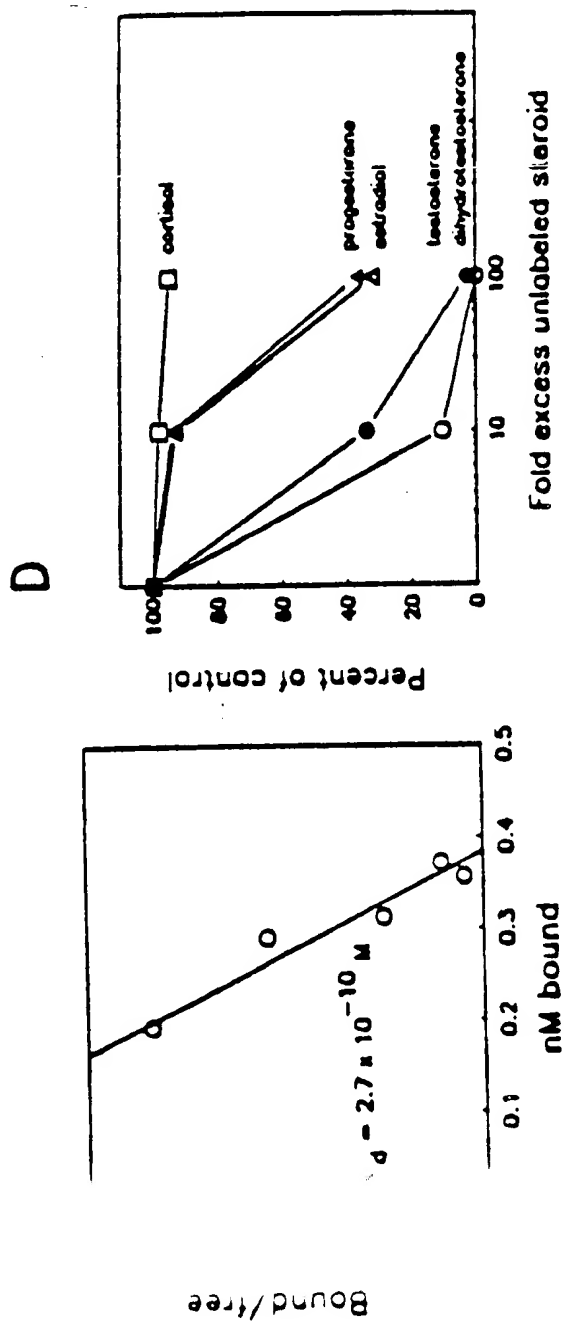 Bound/free
d = 2.7 x 10⁻¹⁰ M
0.1 0.2 0.3 0.4 0.5
nM bound
D
Percent of control
100
80
60
40
20
0
cortisol
progesterone
estradiol
testosterone
dihydrotestosterone
10 100
Fold excess unlabeled steroid